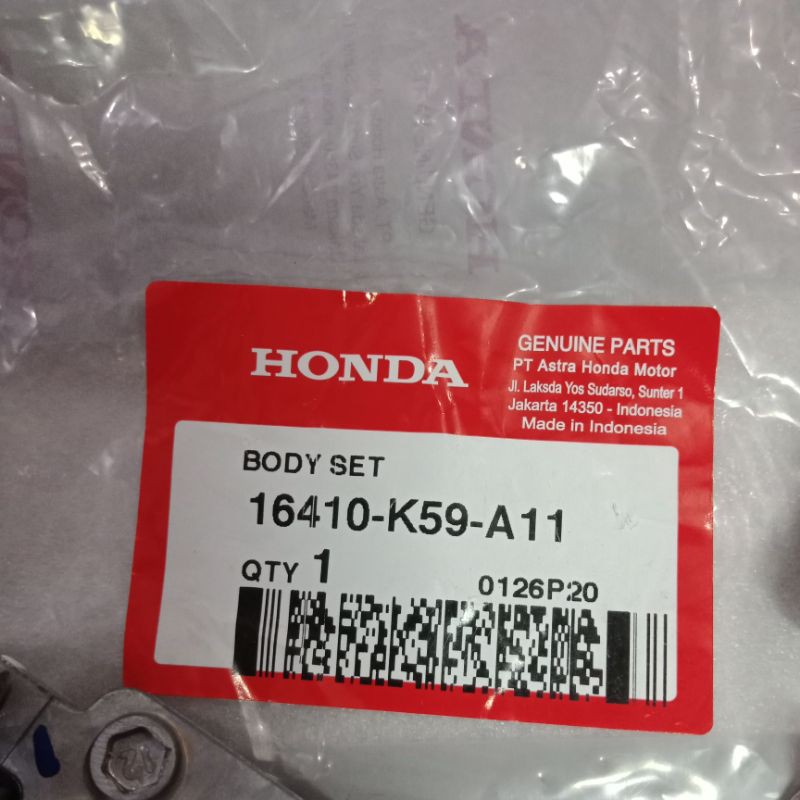 HONDA
GENUINE PARTS
PT Astra Honda Motor
Jl. Laksda Yos Sudarso, Sunter 1
Jakarta 14350 - Indonesia
Made in Indonesia
BODY SET
16410-K59-A11
QTY 1
0126P20